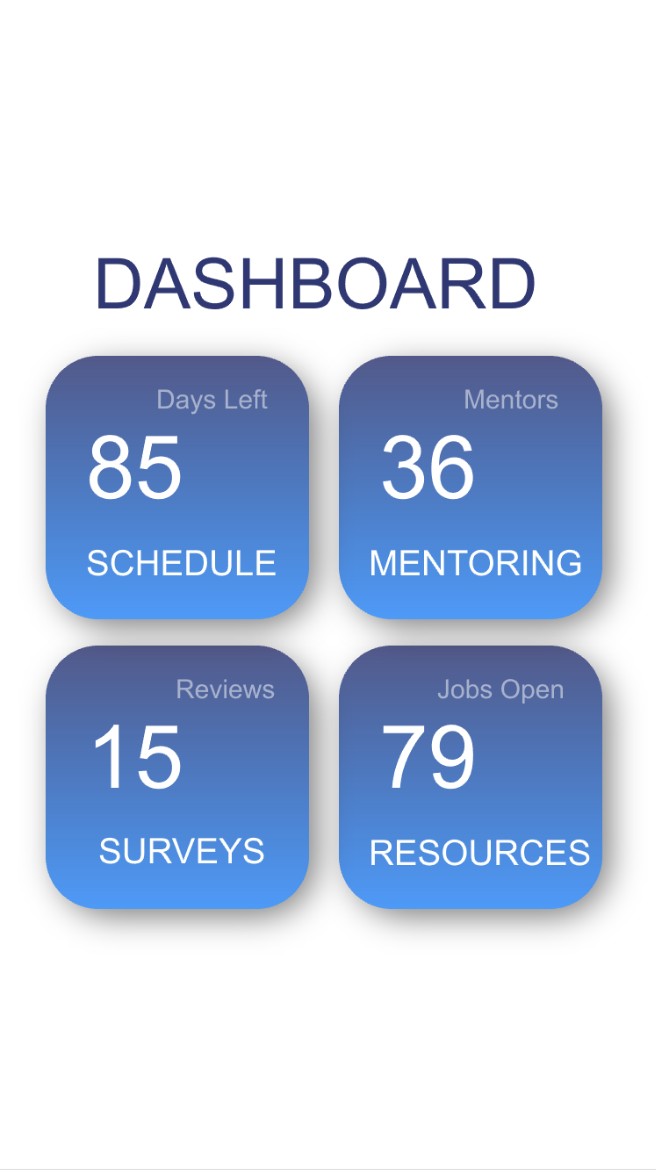 DASHBOARD
Days Left
85
SCHEDULE
Mentors
36
MENTORING
Reviews
15
SURVEYS
Jobs Open
79
RESOURCES